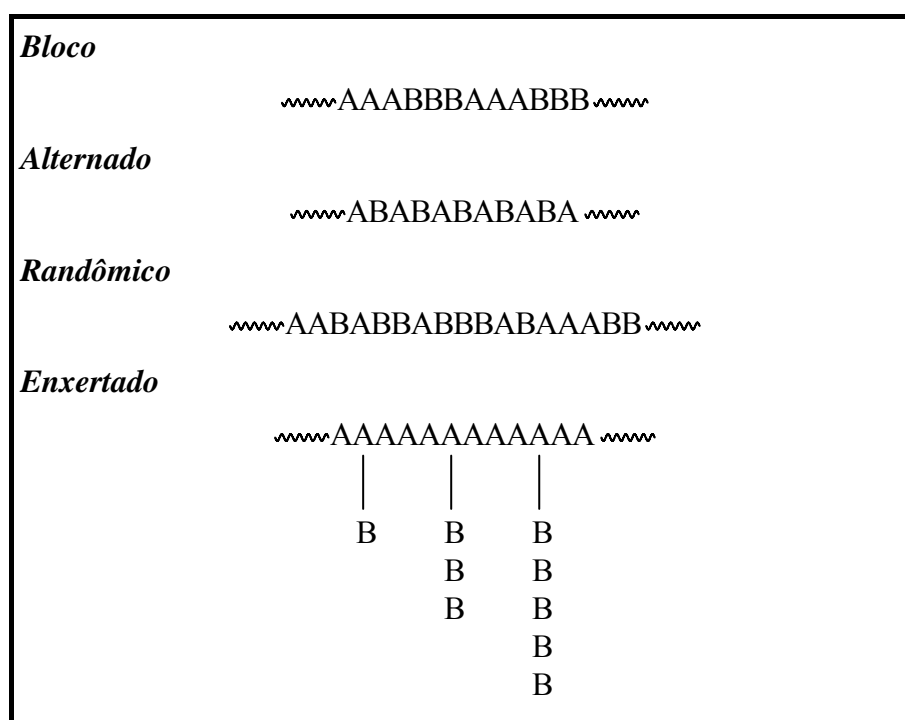 Bloco
AAABBBAAABBB
Alternado
ABABABABABA
Randômico
AABABBABBBABAAABB
Enxertado
AAAAAAAAAAAA
B B B
B B
B B
B
B